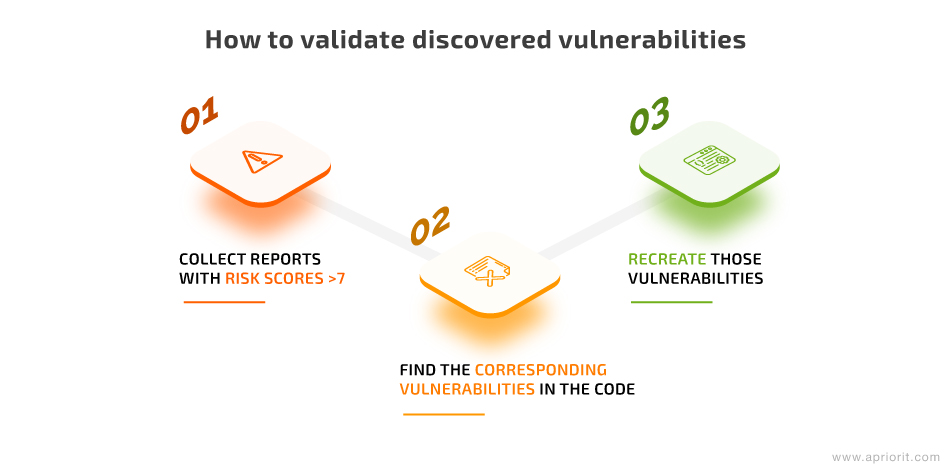 How to validate discovered vulnerabilities
01
COLLECT REPORTS
WITH RISK SCORES >7
02
FIND THE CORRESPONDING
VULNERABILITIES IN THE CODE
03
RECREATE THOSE
VULNERABILITIES
www.apriorit.com